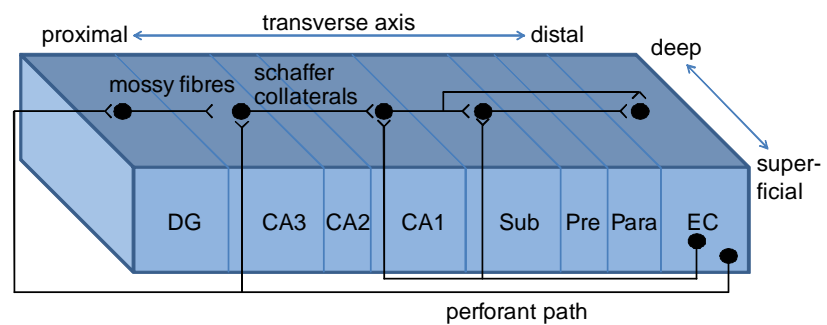 transverse axis
proximal
distal
deep
mossy fibres
schaffer
collaterals
super-
ficial
DG
CA3
CA2
CA1
Sub
Pre
Para
EC
perforant path